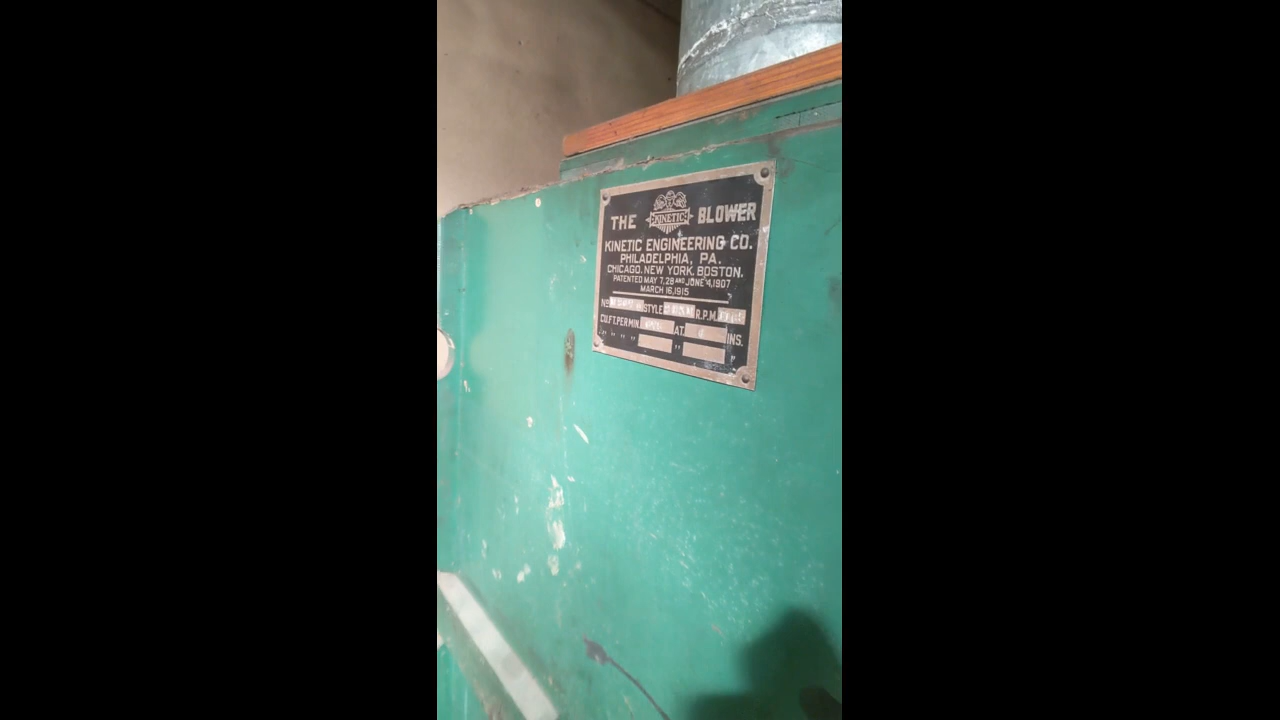 THE KINETIC BLOWER
KINETIC ENGINEERING CO.
PHILADELPHIA, PA.
CHICAGO. NEW YORK. BOSTON.
PATENTED MAY 7, 28 AND JUNE 4, 1907
MARCH 16, 1915
NO STYLE R.P.M.
CU. FT. PER MIN. AT INS.
" " " " " "